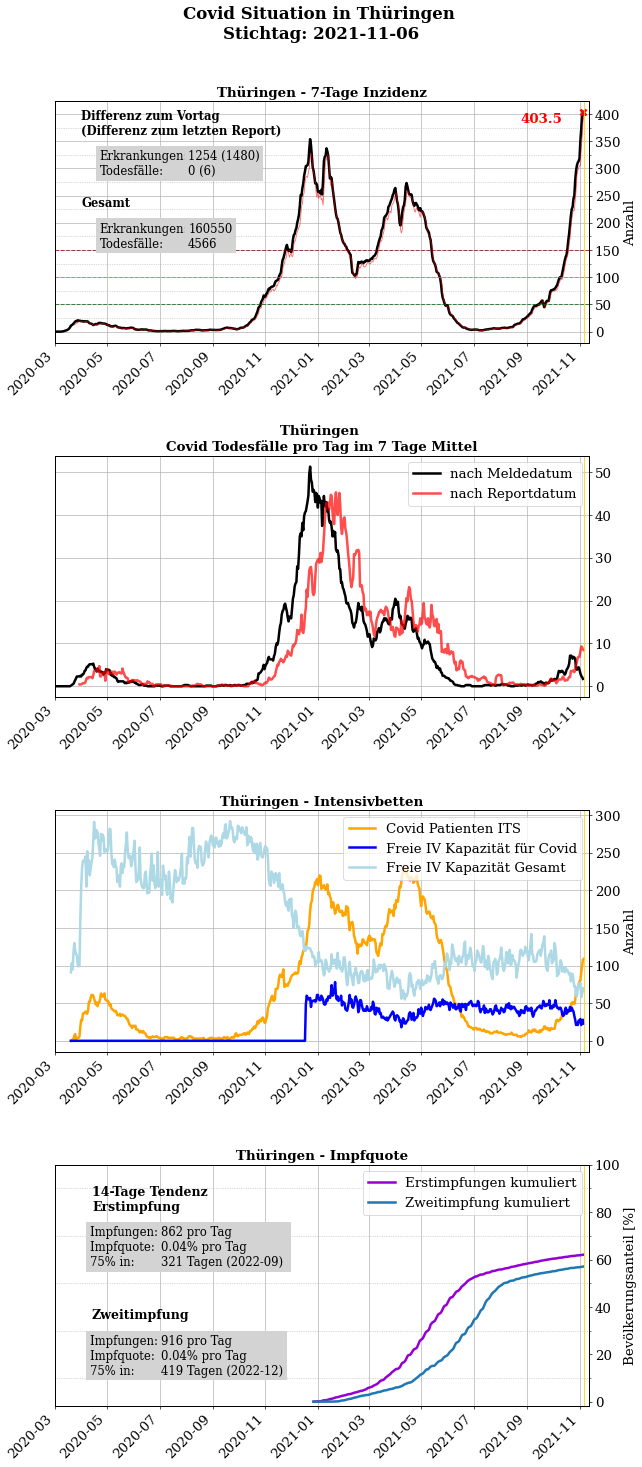 Covid Situation in Thüringen
Stichtag: 2021-11-06
Thüringen - 7-Tage Inzidenz
Differenz zum Vortag
(Differenz zum letzten Report)
Erkrankungen 1254 (1480)
Todesfälle: 0 (6)
Gesamt
Erkrankungen 160550
Todesfälle: 4566
403.5
400
350
300
250
200
150
100
50
0
Anzahl
2020-03
2020-05
2020-07
2020-09
2020-11
2021-01
2021-03
2021-05
2021-07
2021-09
2021-11
Thüringen
Covid Todesfälle pro Tag im 7 Tage Mittel
nach Meldedatum
nach Reportdatum
50
40
30
20
10
0
2020-03
2020-05
2020-07
2020-09
2020-11
2021-01
2021-03
2021-05
2021-07
2021-09
2021-11
Thüringen - Intensivbetten
Covid Patienten ITS
Freie IV Kapazität für Covid
Freie IV Kapazität Gesamt
300
250
200
150
100
50
0
Anzahl
2020-03
2020-05
2020-07
2020-09
2020-11
2021-01
2021-03
2021-05
2021-07
2021-09
2021-11
Thüringen - Impfquote
14-Tage Tendenz
Erstimpfung
Impfungen: 862 pro Tag
Impfquote: 0.04% pro Tag
75% in: 321 Tagen (2022-09)
Zweitimpfung
Impfungen: 916 pro Tag
Impfquote: 0.04% pro Tag
75% in: 419 Tagen (2022-12)
Erstimpfungen kumuliert
Zweitimpfung kumuliert
100
80
60
40
20
0
Bevölkerungsanteil [%]
2020-03
2020-05
2020-07
2020-09
2020-11
2021-01
2021-03
2021-05
2021-07
2021-09
2021-11